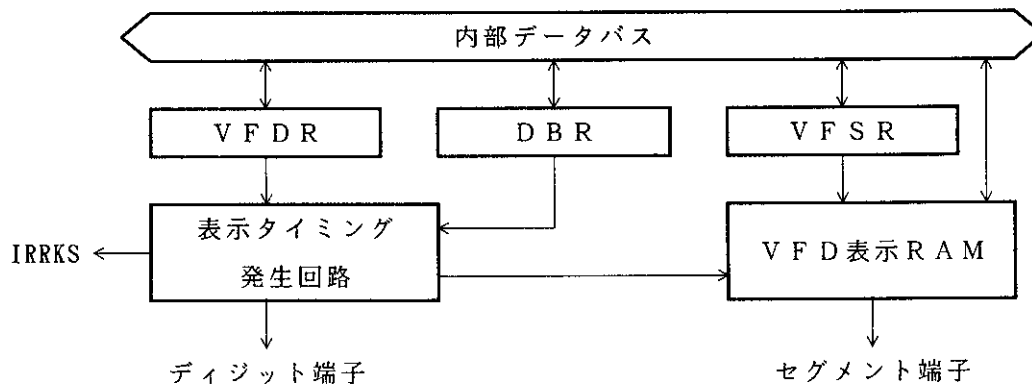 内部データバス
ＶＦＤＲ
ＤＢＲ
ＶＦＳＲ
表示タイミング
発生回路
ＶＦＤ表示ＲＡＭ
IRRKS
ディジット端子
セグメント端子